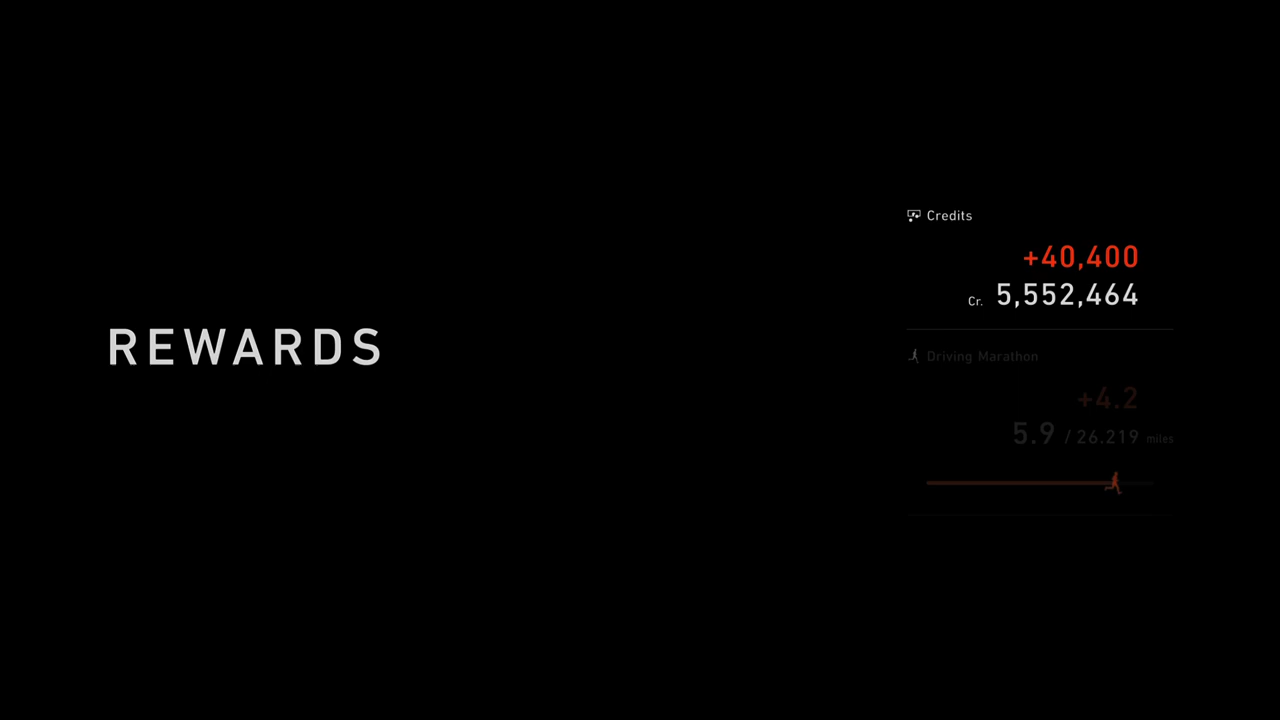 REWARDS
Credits
+40,400
Cr. 5,552,464
Driving Marathon
+4.2
5.9 / 26.219 miles